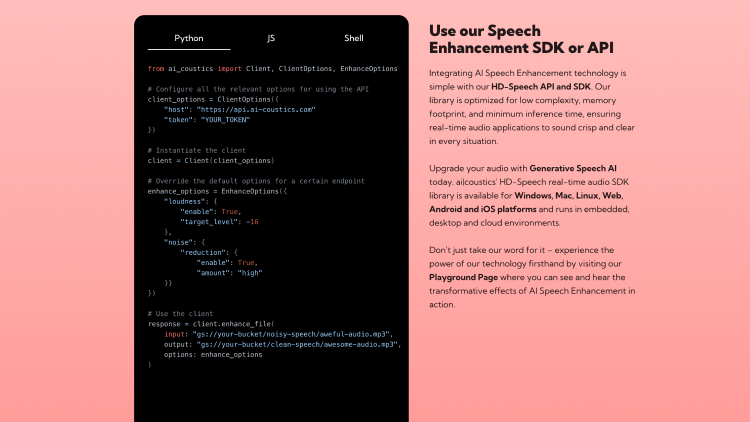 Python JS Shell
from ai_coustics import Client, ClientOptions, EnhanceOptions
# Configure all the relevant options for using the API
client_options = ClientOptions({
"host": "https://api.ai-coustics.com"
"token": "YOUR_TOKEN"
})
# Instantiate the client
client = Client(client_options)
# Override the default options for a certain endpoint
enhance_options = EnhanceOptions({
"loudness": {
"enable": True,
"target_level": -16
},
"noise": {
"reduction": {
"enable": True,
"amount": "high"
}}
})
# Use the client
response = client.enhance_file(
input: "gs://your-bucket/noisy-speech/aweful-audio.mp3",
output: "gs://your-bucket/clean-speech/awesome-audio.mp3",
options: enhance_options
)
Use our Speech
Enhancement SDK or API
Integrating AI Speech Enhancement technology is
simple with our HD-Speech API and SDK. Our
library is optimized for low complexity, memory
footprint, and minimum inference time, ensuring
real-time audio applications to sound crisp and clear
in every situation.
Upgrade your audio with Generative Speech AI
today. ai|coustics' HD-Speech real-time audio SDK
library is available for Windows, Mac, Linux, Web,
Android and iOS platforms and runs in embedded,
desktop and cloud environments.
Don't just take our word for it – experience the
power of our technology firsthand by visiting our
Playground Page where you can see and hear the
transformative effects of AI Speech Enhancement in
action.